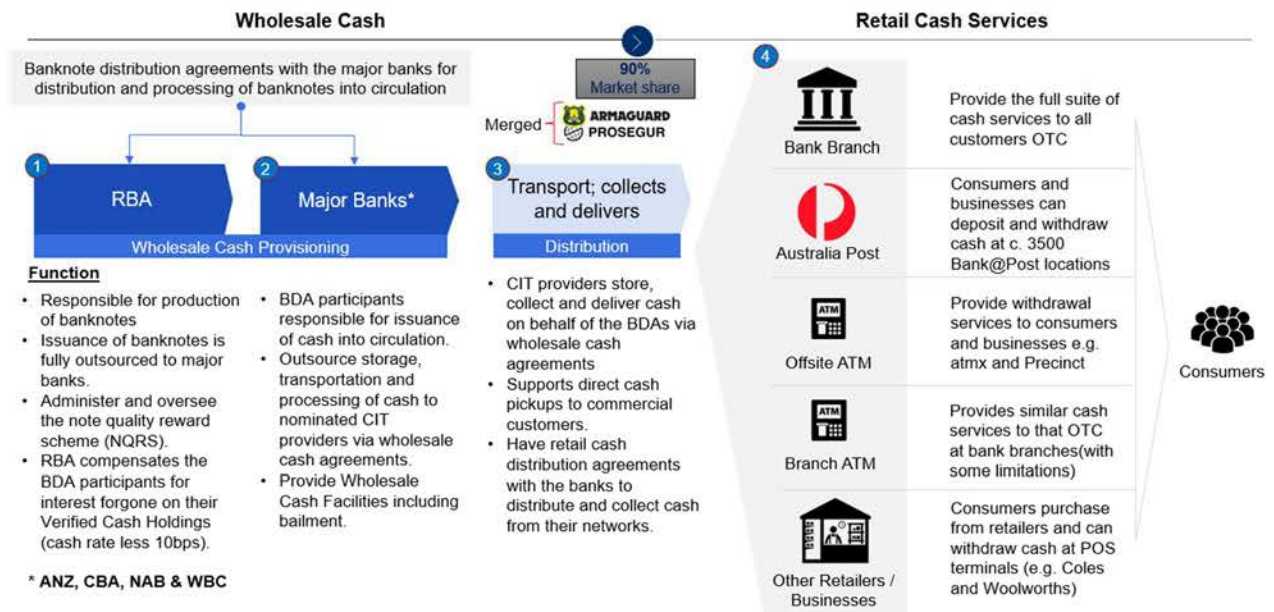 Wholesale Cash
Retail Cash Services
Banknote distribution agreements with the major banks for
distribution and processing of banknotes into circulation
90%
Market share
Merged
ARMAGUARD
PROSEGUR
1
RBA
2
Major Banks*
Wholesale Cash Provisioning
3
Transport; collects
and delivers
Distribution
Function
• Responsible for production
of banknotes
• Issuance of banknotes is
fully outsourced to major
banks.
• Administer and oversee
the note quality reward
scheme (NQRS).
• RBA compensates the
BDA participants for
interest forgone on their
Verified Cash Holdings
(cash rate less 10bps).
* ANZ, CBA, NAB & WBC
• BDA participants
responsible for issuance
of cash into circulation.
• Outsource storage,
transportation and
processing of cash to
nominated CIT
providers via wholesale
cash agreements.
• Provide Wholesale
Cash Facilities including
bailment.
• CIT providers store,
collect and deliver cash
on behalf of the BDAs via
wholesale cash
agreements
• Supports direct cash
pickups to commercial
customers.
• Have retail cash
distribution agreements
with the banks to
distribute and collect cash
from their networks.
4
Bank Branch
Provide the full suite of
cash services to all
customers OTC
Australia Post
Consumers and
businesses can
deposit and withdraw
cash at c. 3500
Bank@Post locations
ATM
Offsite ATM
Provide withdrawal
services to consumers
and businesses e.g.
atmx and Precinct
ATM
Branch ATM
Provides similar cash
services to that OTC
at bank branches(with
some limitations)
Other Retailers /
Businesses
Consumers purchase
from retailers and can
withdraw cash at POS
terminals (e.g. Coles
and Woolworths)
Consumers